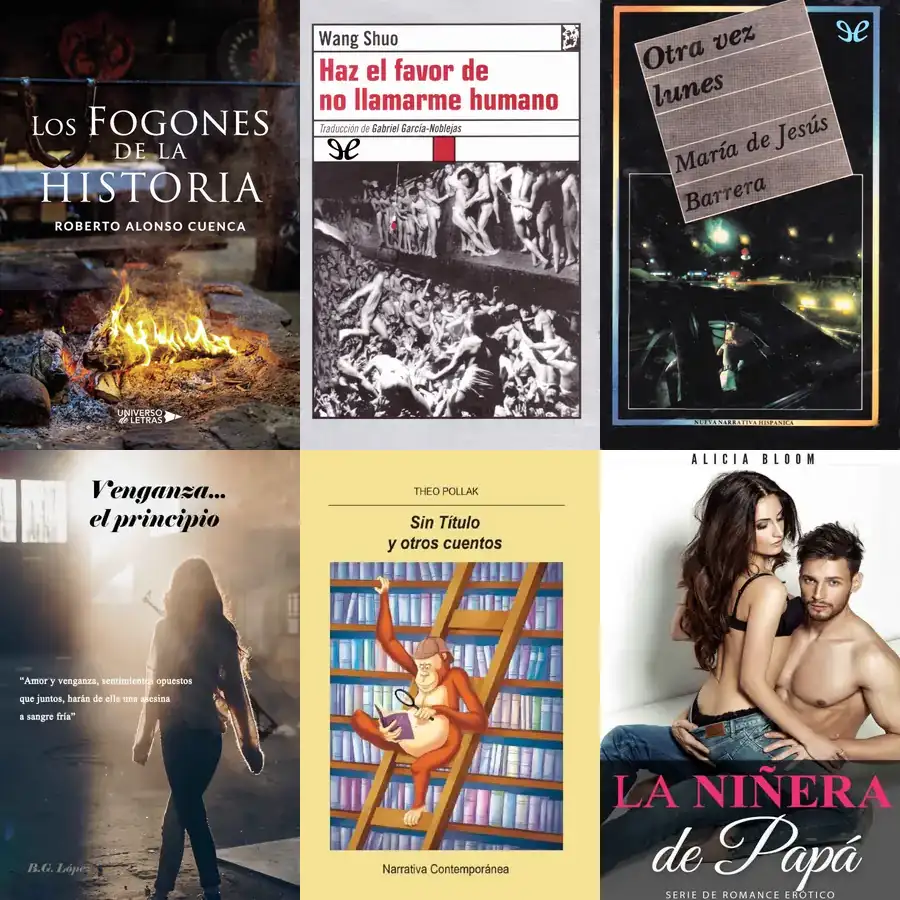 LOS FOGONES
DE LA
HISTORIA
ROBERTO ALONSO CUENCA
UNIVERSO
de LETRAS
Wang Shuo
Haz el favor de
no llamarme humano
Traducción de Gabriel García-Noblejas
Otra vez
lunes
María de Jesús
Barrera
NUEVA NARRATIVA HISPANICA
Venganza...
el principio
“Amor y venganza, sentimientos opuestos
que juntos, harán de ella una asesina
a sangre fría”
B.G. López
THEO POLLAK
Sin Título
y otros cuentos
Narrativa Contemporánea
ALICIA BLOOM
LA NIÑERA
de Papá
SERIE DE ROMANCE ERÓTICO